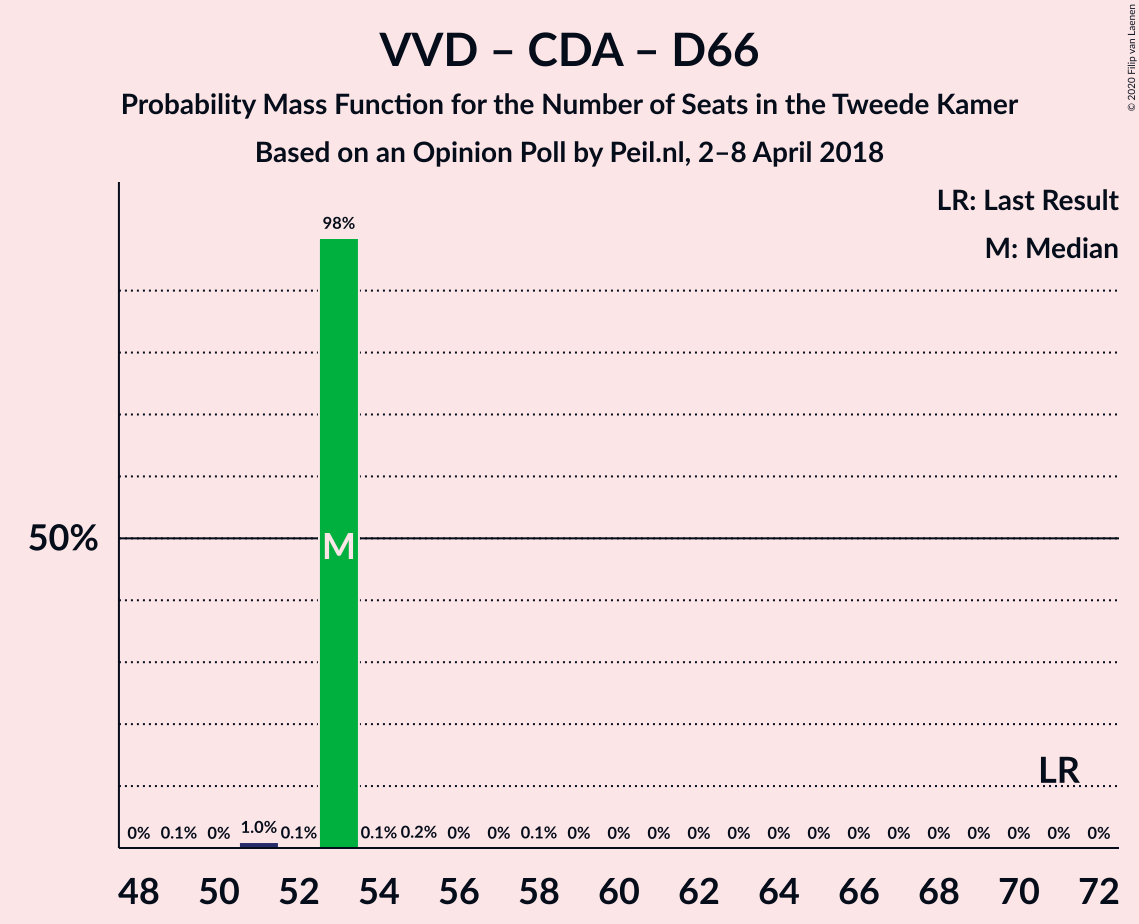 VVD – CDA – D66
Probability Mass Function for the Number of Seats in the Tweede Kamer
Based on an Opinion Poll by Peil.nl, 2–8 April 2018
© 2020 Filip van Laenen
LR: Last Result
M: Median
98%
50%
M
LR
0% 0.1% 0% 1.0% 0.1% 0.1% 0.2% 0% 0% 0.1% 0% 0% 0% 0% 0% 0% 0% 0% 0% 0% 0% 0% 0% 0%
48 50 52 54 56 58 60 62 64 66 68 70 72